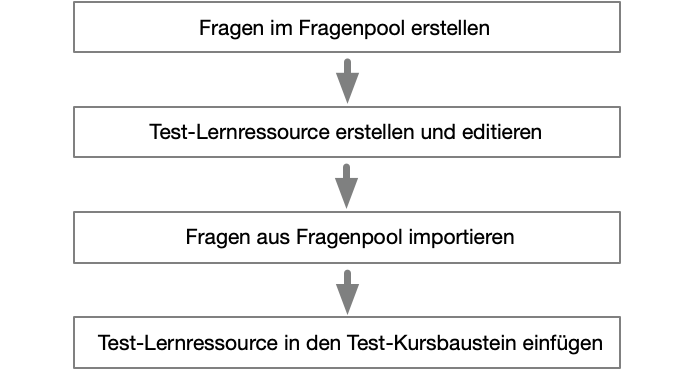 Fragen im Fragenpool erstellen
Test-Lernressource erstellen und editieren
Fragen aus Fragenpool importieren
Test-Lernressource in den Test-Kursbaustein einfügen